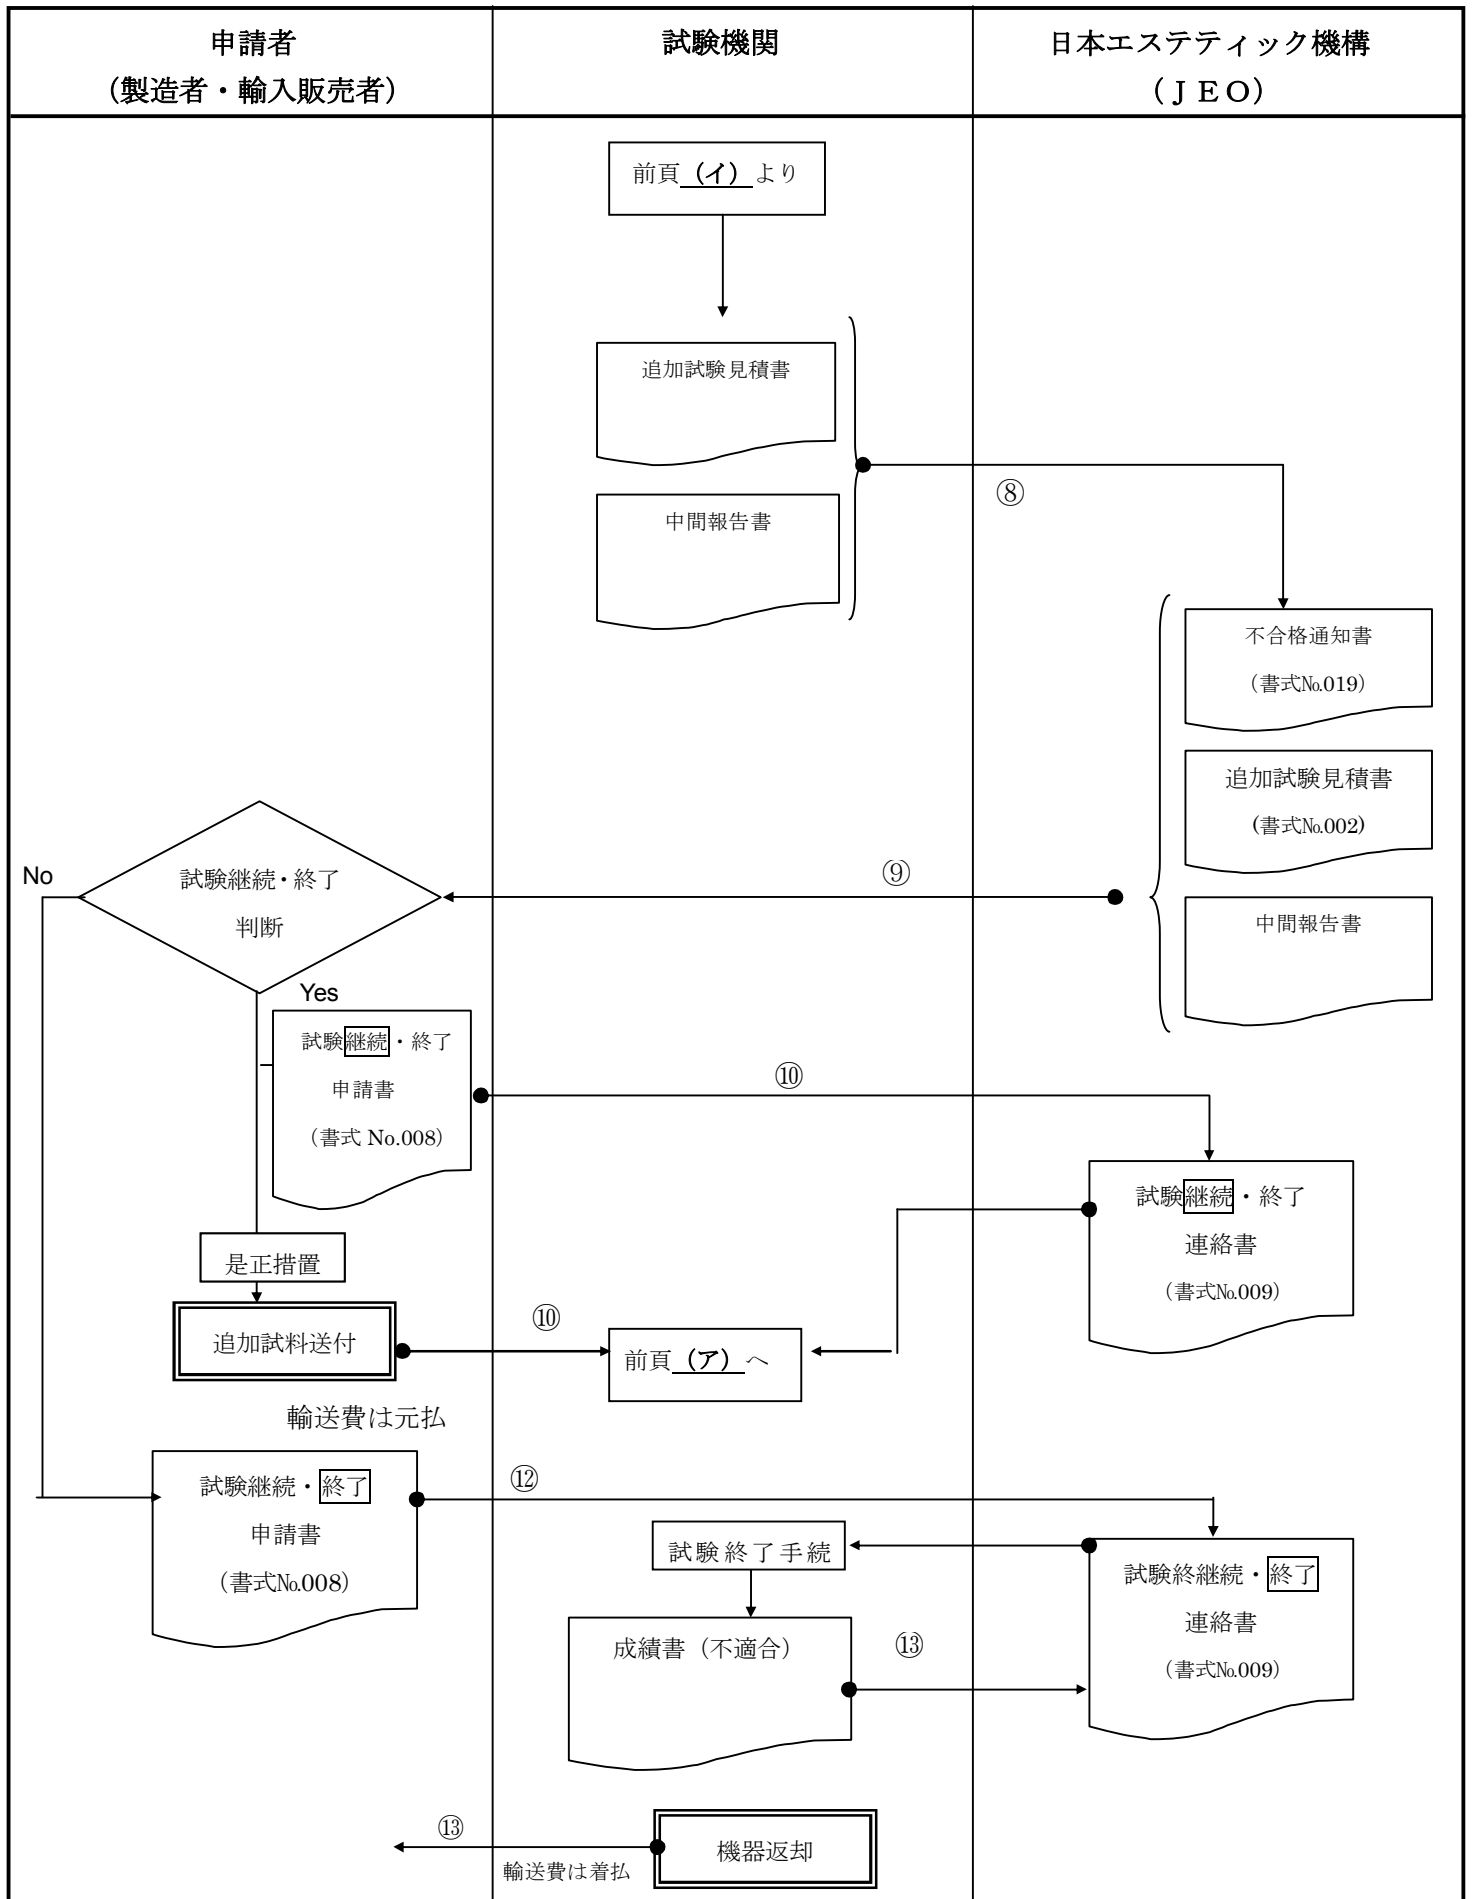 申請者
（製造者・輸入販売者）
試験機関
日本エステティック機構
（ＪＥＯ）
前頁（イ）より
追加試験見積書
中間報告書
⑧
不合格通知書
（書式№019）
追加試験見積書
(書式№002)
中間報告書
⑨
試験継続・終了
判断
No
Yes
試験継続・終了
申請書
（書式 No.008）
⑩
試験継続・終了
連絡書
（書式№009）
是正措置
追加試料送付
⑩
前頁（ア）へ
輸送費は元払
試験継続・終了
申請書
（書式№008）
⑫
試験終了手続
試験終継続・終了
連絡書
（書式№009）
成績書（不適合）
⑬
⑬
輸送費は着払
機器返却